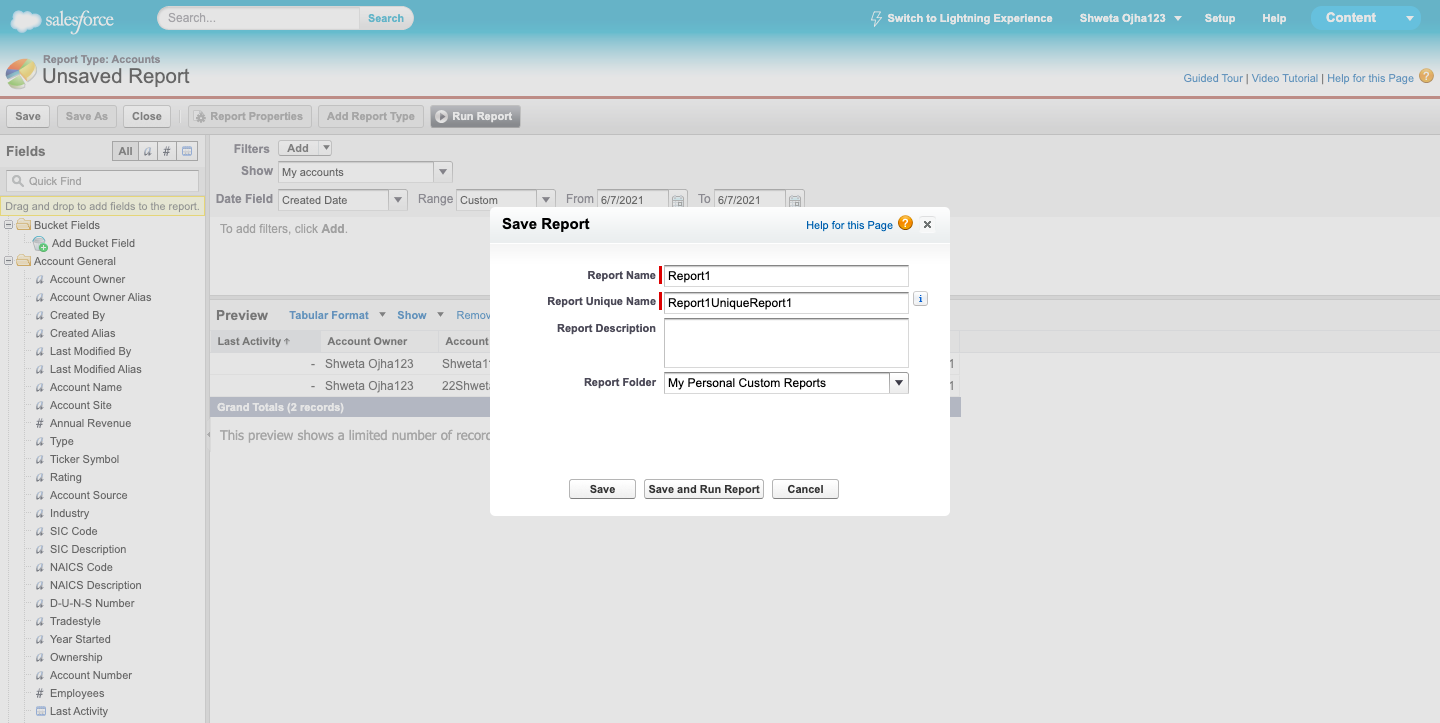 salesforce
Search...
Search
Switch to Lightning Experience
Shweta Ojha123
Setup
Help
Content
Report Type: Accounts
Unsaved Report
Guided Tour | Video Tutorial | Help for this Page ?
Save
Save As
Close
Report Properties
Add Report Type
Run Report
Fields
All
a
#
Quick Find
Drag and drop to add fields to the report.
Bucket Fields
Add Bucket Field
Account General
a Account Owner
a Account Owner Alias
a Created By
a Created Alias
a Last Modified By
a Last Modified Alias
a Account Name
a Account Site
# Annual Revenue
a Type
a Ticker Symbol
a Rating
a Account Source
a Industry
a SIC Code
a SIC Description
a NAICS Code
a NAICS Description
a D-U-N-S Number
a Tradestyle
a Year Started
a Ownership
a Account Number
# Employees
Last Activity
Filters
Add
Show
My accounts
Date Field
Created Date
Range
Custom
From
6/7/2021
To
6/7/2021
To add filters, click Add.
Preview
Tabular Format
Show
Remov
Last Activity
Account Owner
Account
- Shweta Ojha123 Shweta1 1
- Shweta Ojha123 22Shweta 1
Grand Totals (2 records)
This preview shows a limited number of record
Save Report
Help for this Page ?
Report Name
Report1
Report Unique Name
Report1UniqueReport1
i
Report Description
Report Folder
My Personal Custom Reports
Save
Save and Run Report
Cancel